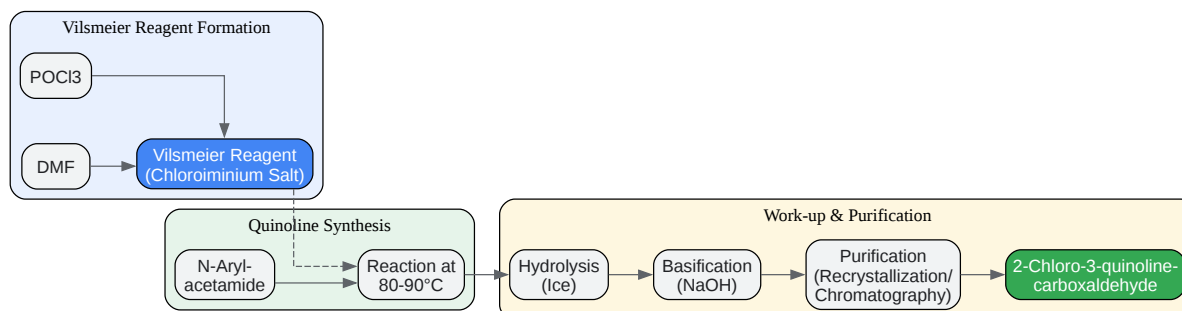 Vilsmeier Reagent Formation
POCl3
DMF
Vilsmeier Reagent
(Chloroiminium Salt)
Quinoline Synthesis
N-Aryl-
acetamide
Reaction at
80-90°C
Work-up & Purification
Hydrolysis
(Ice)
Basification
(NaOH)
Purification
(Recrystallization/
Chromatography)
2-Chloro-3-quinoline-
carboxaldehyde